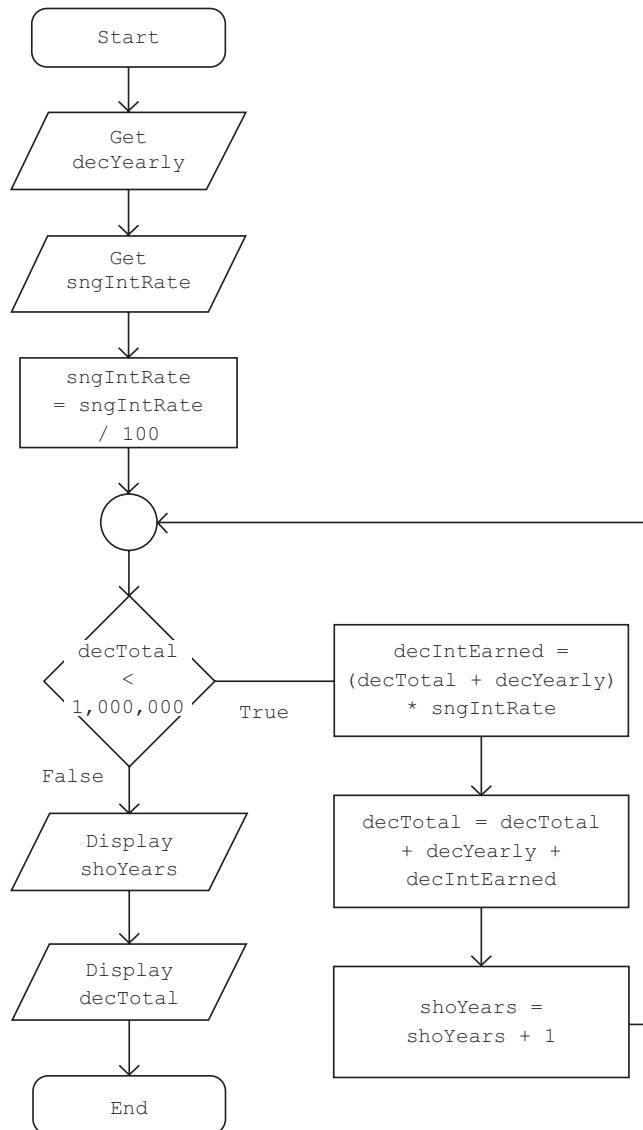 Start
Get
decYearly
Get
sngIntRate
sngIntRate
= sngIntRate
/ 100
decTotal
<
1,000,000
True
False
decIntEarned =
(decTotal + decYearly)
* sngIntRate
decTotal = decTotal
+ decYearly +
decIntEarned
shoYears =
shoYears + 1
Display
shoYears
Display
decTotal
End